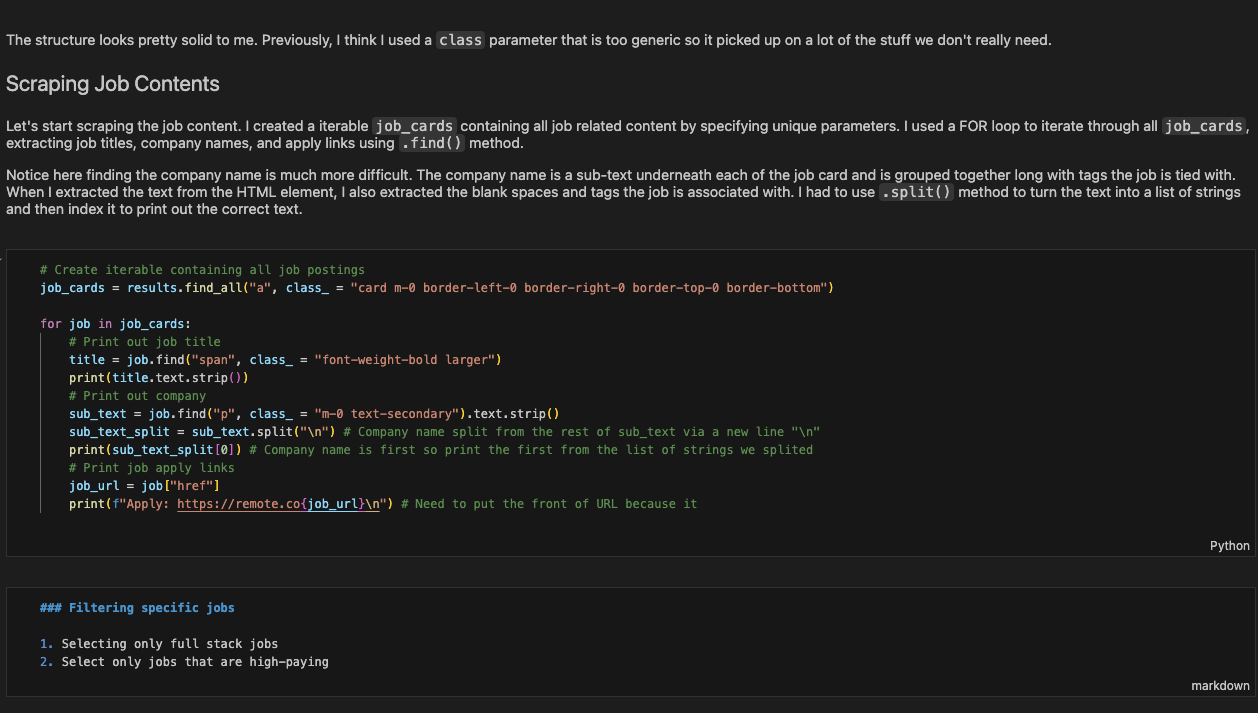 The structure looks pretty solid to me. Previously, I think I used a class parameter that is too generic so it picked up on a lot of the stuff we don't really need.
Scraping Job Contents
Let's start scraping the job content. I created a iterable job_cards containing all job related content by specifying unique parameters. I used a FOR loop to iterate through all job_cards,
extracting job titles, company names, and apply links using .find() method.
Notice here finding the company name is much more difficult. The company name is a sub-text underneath each of the job card and is grouped together long with tags the job is tied with.
When I extracted the text from the HTML element, I also extracted the blank spaces and tags the job is associated with. I had to use .split() method to turn the text into a list of strings
and then index it to print out the correct text.
# Create iterable containing all job postings
job_cards = results.find_all("a", class_ = "card m-0 border-left-0 border-right-0 border-top-0 border-bottom")
for job in job_cards:
    # Print out job title
    title = job.find("span", class_ = "font-weight-bold larger")
    print(title.text.strip())
    # Print out company
    sub_text = job.find("p", class_ = "m-0 text-secondary").text.strip()
    sub_text_split = sub_text.split("\n") # Company name split from the rest of sub_text via a new line "\n"
    print(sub_text_split[0]) # Company name is first so print the first from the list of strings we splited
    # Print job apply links
    job_url = job["href"]
    print(f"Apply: https://remote.co{job_url}\n") # Need to put the front of URL because it
Python
### Filtering specific jobs
1. Selecting only full stack jobs
2. Select only jobs that are high-paying
markdown